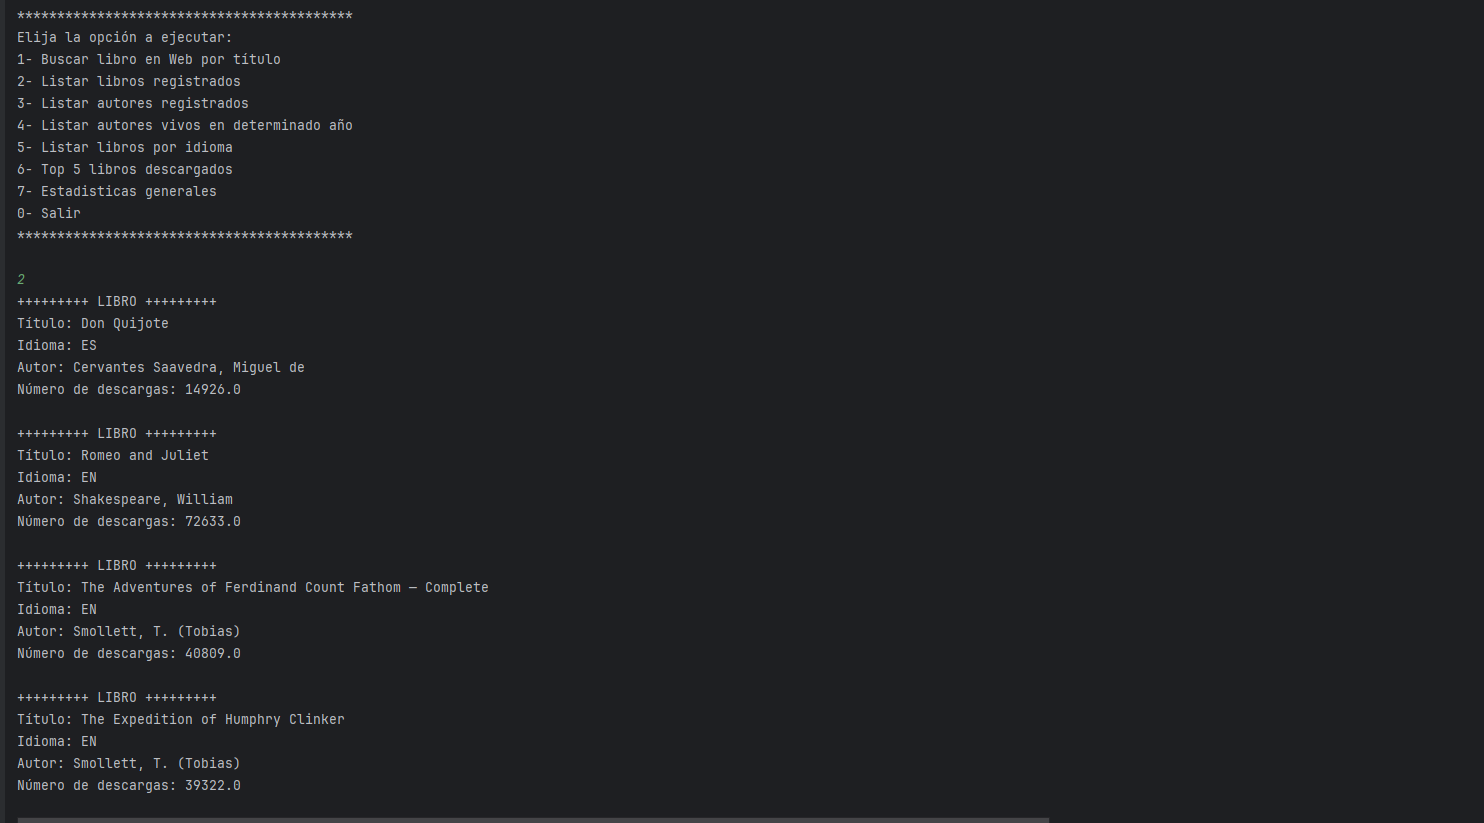 ******************************************
Elija la opción a ejecutar:
1- Buscar libro en Web por título
2- Listar libros registrados
3- Listar autores registrados
4- Listar autores vivos en determinado año
5- Listar libros por idioma
6- Top 5 libros descargados
7- Estadisticas generales
0- Salir
******************************************
2
+++++++++ LIBRO +++++++++
Título: Don Quijote
Idioma: ES
Autor: Cervantes Saavedra, Miguel de
Número de descargas: 14926.0
+++++++++ LIBRO +++++++++
Título: Romeo and Juliet
Idioma: EN
Autor: Shakespeare, William
Número de descargas: 72633.0
+++++++++ LIBRO +++++++++
Título: The Adventures of Ferdinand Count Fathom — Complete
Idioma: EN
Autor: Smollett, T. (Tobias)
Número de descargas: 40809.0
+++++++++ LIBRO +++++++++
Título: The Expedition of Humphry Clinker
Idioma: EN
Autor: Smollett, T. (Tobias)
Número de descargas: 39322.0